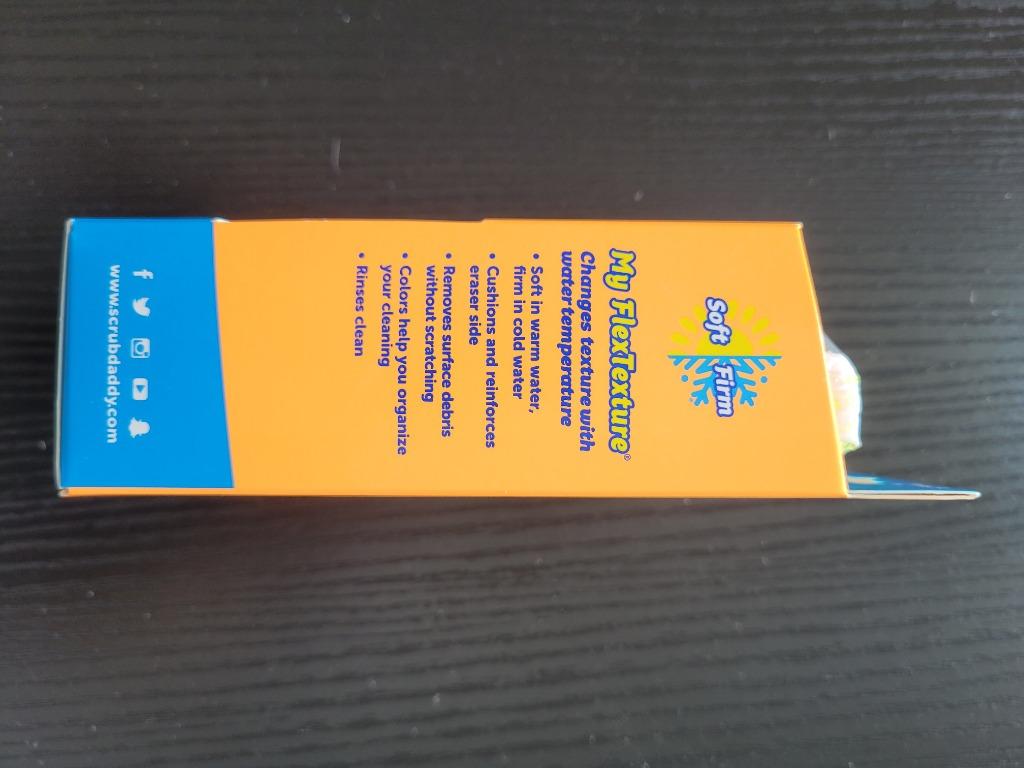 Soft Firm
My FlexTexture®
Changes texture with
water temperature
• Soft in warm water,
firm in cold water
• Cushions and reinforces
eraser side
• Removes surface debris
without scratching
• Colors help you organize
your cleaning
• Rinses clean
www.scrubdaddy.com